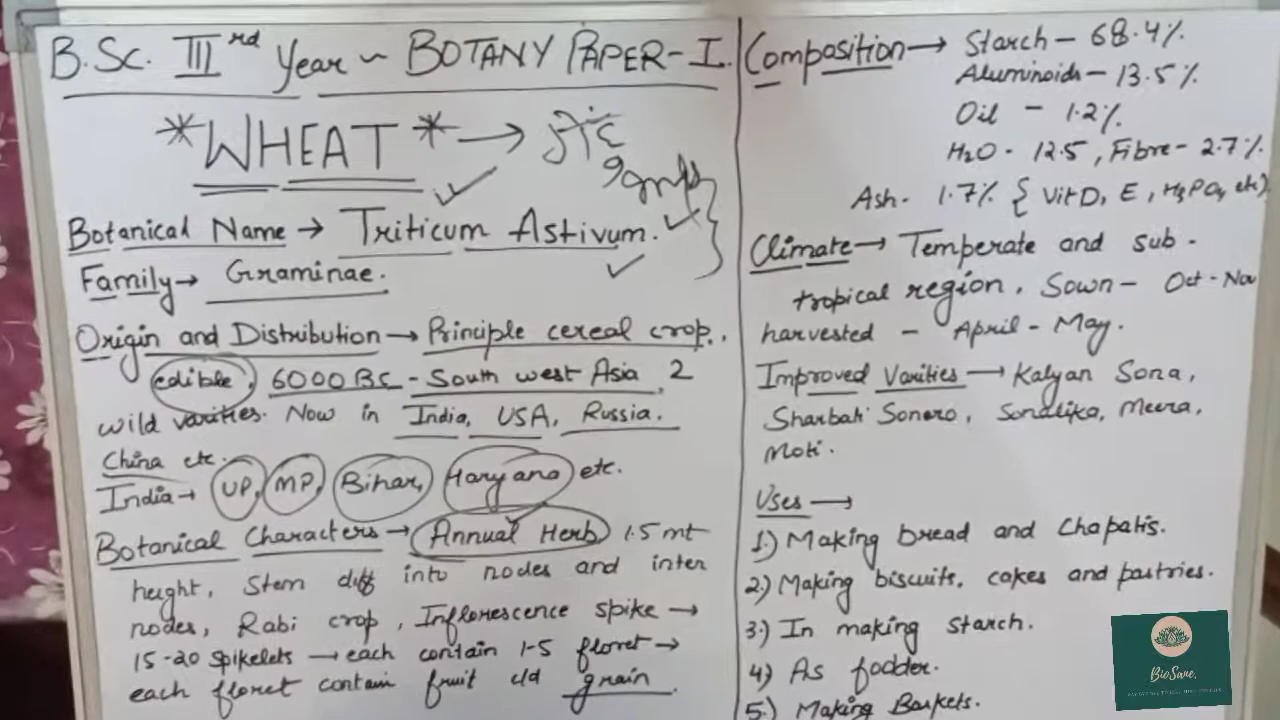 B.Sc. IIIrd Year ~ BOTANY PAPER-I.
*WHEAT* →
Botanical Name → Triticum Astivum.
Family → Graminae.
Origin and Distribution → Principle cereal crop.,
edible, 6000 BC - South west Asia, 2
wild varities. Now in India, USA, Russia.
China etc.
India → UP, MP, Bihar, Haryana etc.
Botanical Characters → Annual Herb 1.5 mt
height, Stem diff into nodes and inter
nodes, Rabi crop, Inflorescence spike →
15-20 spikelets → each contain 1-5 floret →
each floret contain fruit c/d grain.
Composition → Starch - 68.4%.
Aluminoids - 13.5%
Oil - 1.2%.
H2O - 12.5, Fibre - 2.7%.
Ash - 1.7% { Vit D, E, H3PO4 etc)
Climate → Temperate and sub-
tropical region. Sown - Oct-Nov
harvested - April - May.
Improved Varities → Kalyan Sona,
Sharbati Sonero, Sonalika, Meera,
Moti.
Uses →
1.) Making bread and Chapatis.
2.) Making biscuits, cakes and pastries.
3.) In making starch.
4.) As fodder.
5.) Making Baskets.
BioSane.